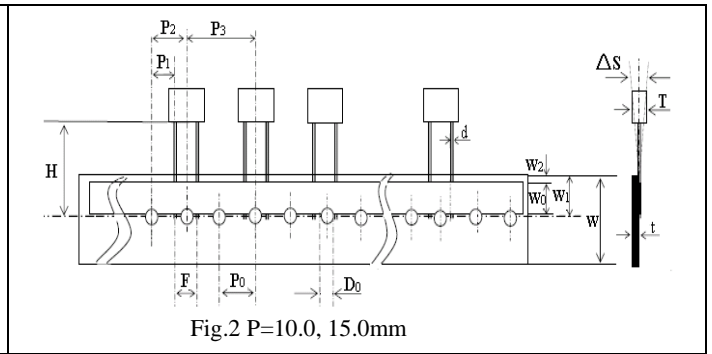 P2
P3
ΔS
P1
T
d
H
W2
W0
W1
W
t
F
P0
D0
Fig.2 P=10.0, 15.0mm